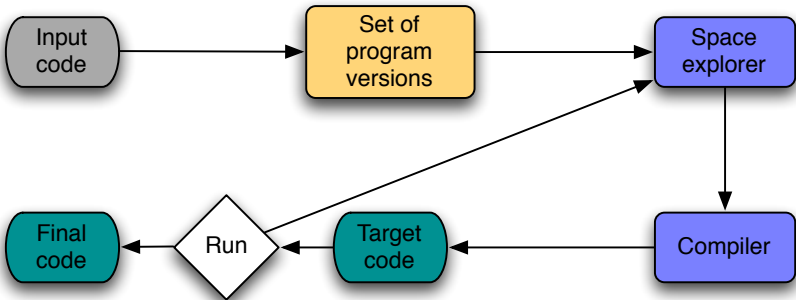 Input
code
Set of
program
versions
Space
explorer
Final
code
Run
Target
code
Compiler